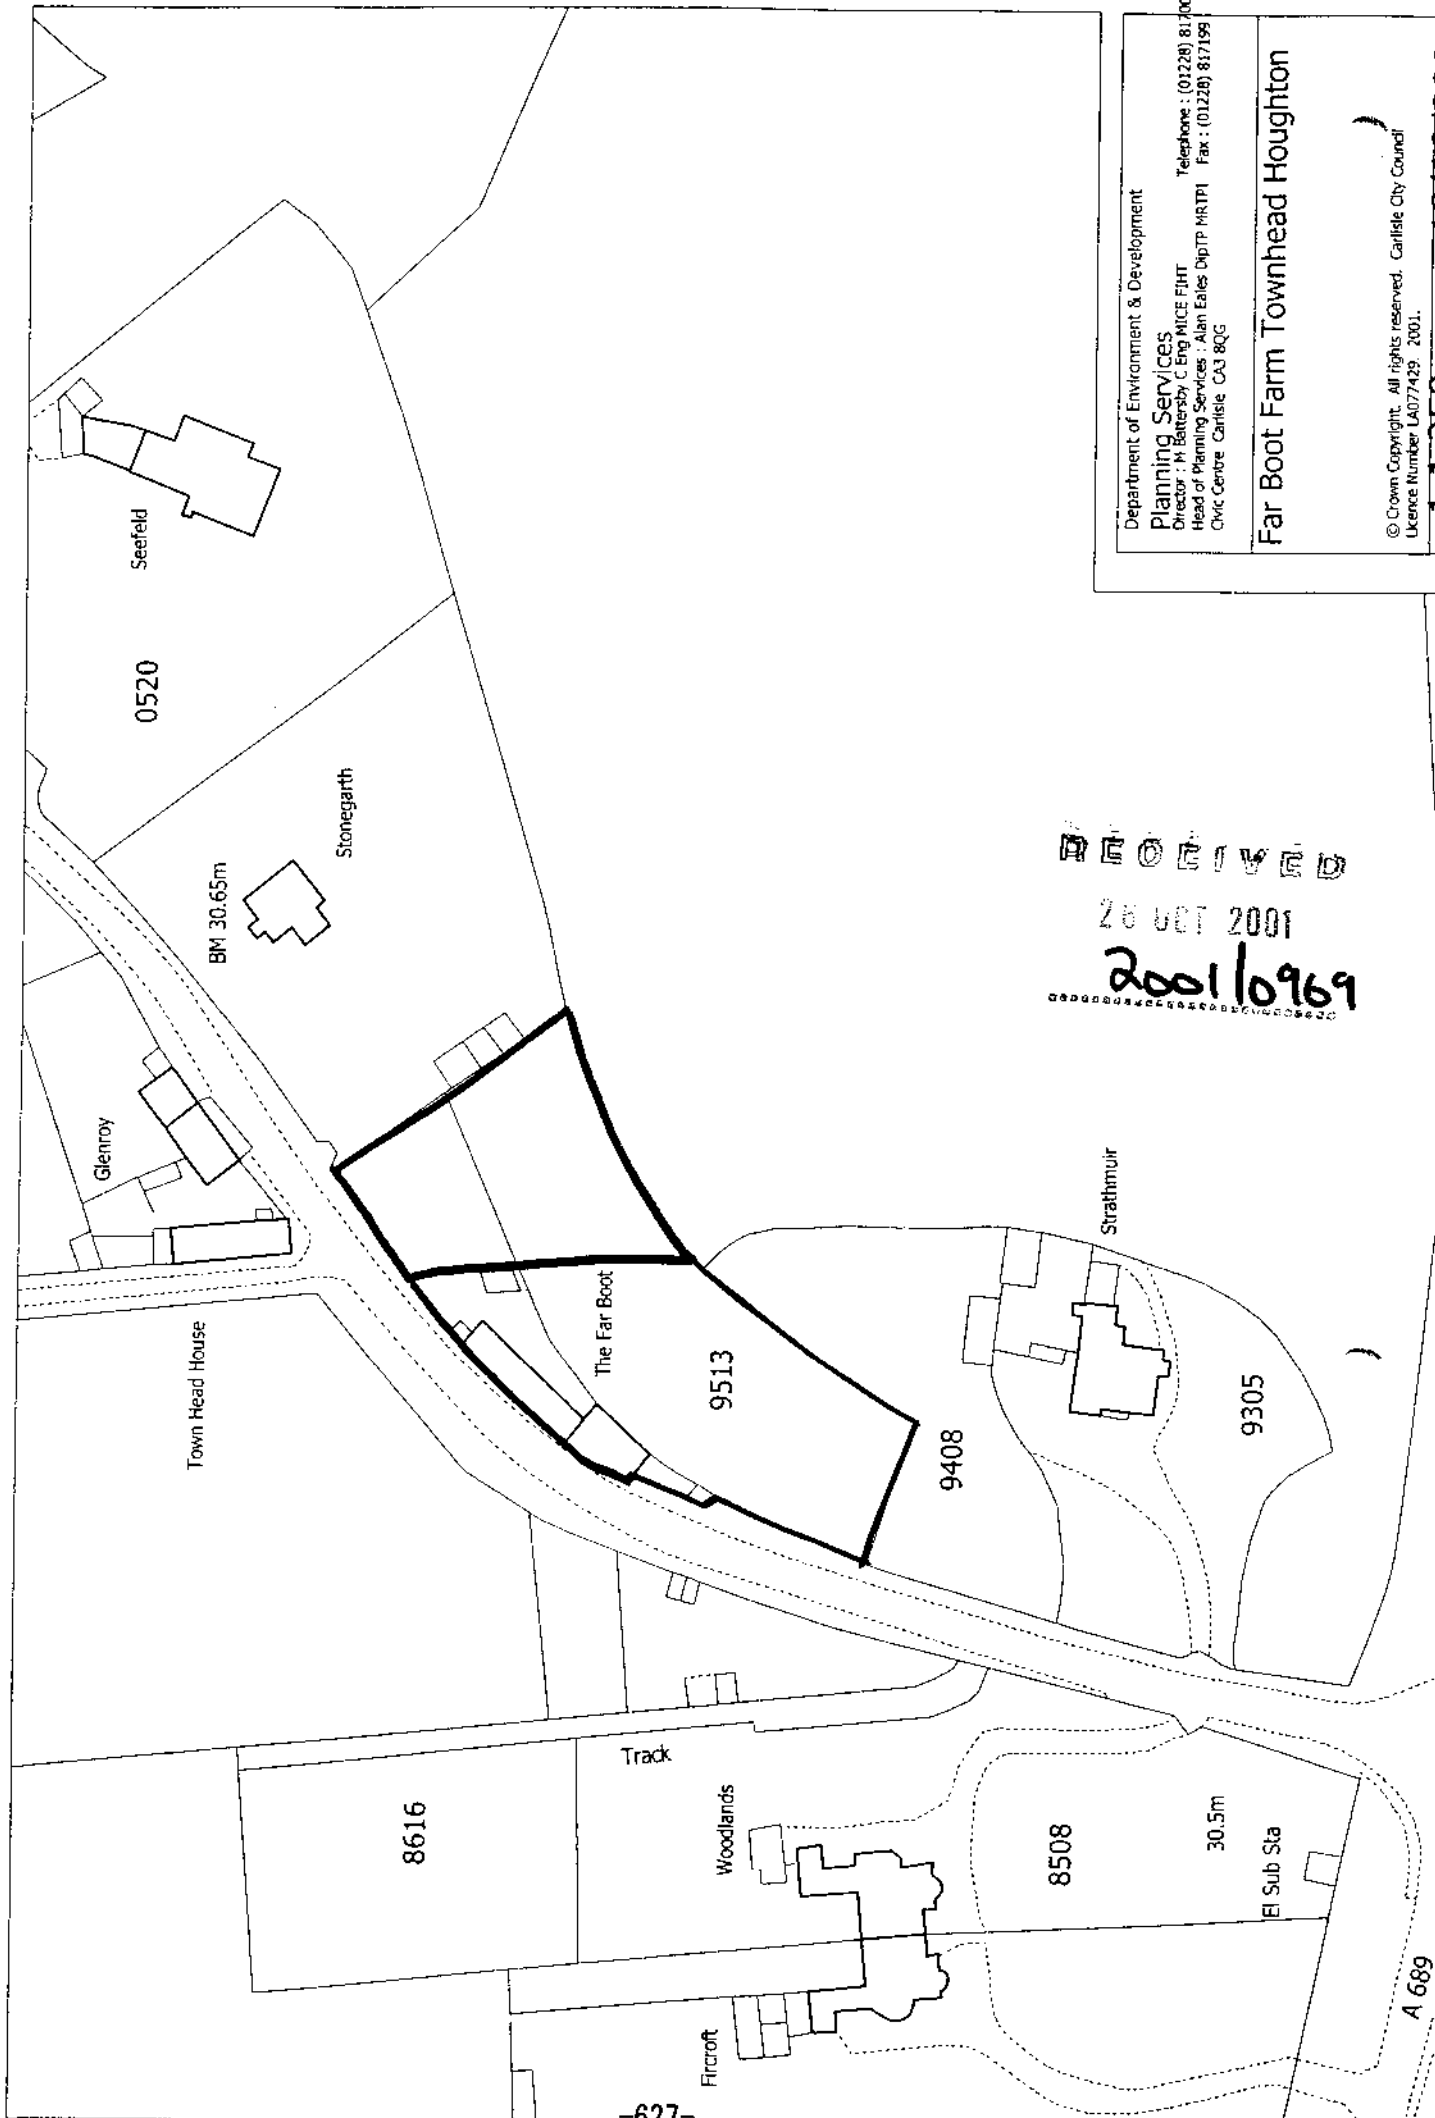 Seefeld
0520
Stonegarth
BM 30.65m
Glenroy
Town Head House
The Far Boot
9513
9408
Strathmuir
9305
Track
8616
Woodlands
8508
30.5m
El Sub Sta
Fircroft
A 689
Department of Environment & Development
Planning Services
Director : M Battersby C Eng MICE FIHT
Telephone : (01228) 81700
Head of Planning Services : Alan Eales DipTP MRTPI Fax : (01228) 817199
Civic Centre Carlisle CA3 8QG
Far Boot Farm Townhead Houghton
© Crown Copyright. All rights reserved. Carlisle City Council
Licence Number LA077429. 2001.
RECEIVED
26 OCT 2001
2001/0969
-627-